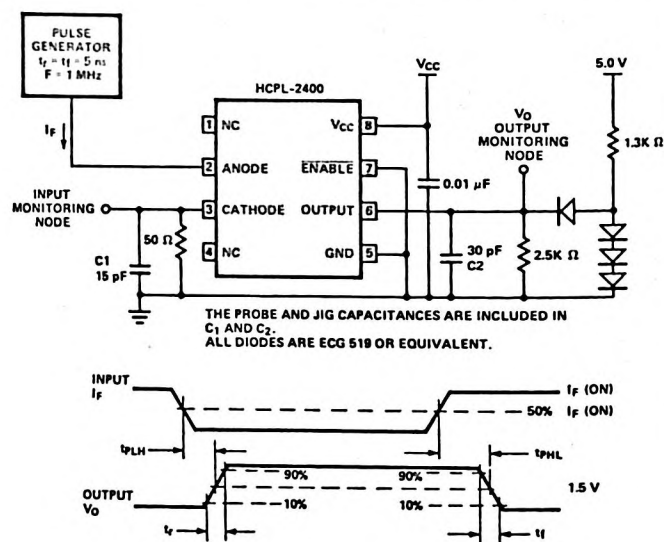 PULSE
GENERATOR
tr = tf = 5 ns
F = 1 MHz
IF
HCPL-2400
VCC
5.0 V
1 NC
VCC 8
VO
OUTPUT
MONITORING
NODE
1.3K Ω
2 ANODE
ENABLE 7
INPUT
MONITORING
NODE
3 CATHODE
OUTPUT 6
0.01 µF
50 Ω
C1
15 pF
4 NC
GND 5
30 pF
C2
2.5K Ω
THE PROBE AND JIG CAPACITANCES ARE INCLUDED IN
C1 AND C2.
ALL DIODES ARE ECG 519 OR EQUIVALENT.
INPUT
IF
IF (ON)
50% IF (ON)
tPLH
tPHL
90%
90%
1.5 V
OUTPUT
VO
10%
10%
tr
tf